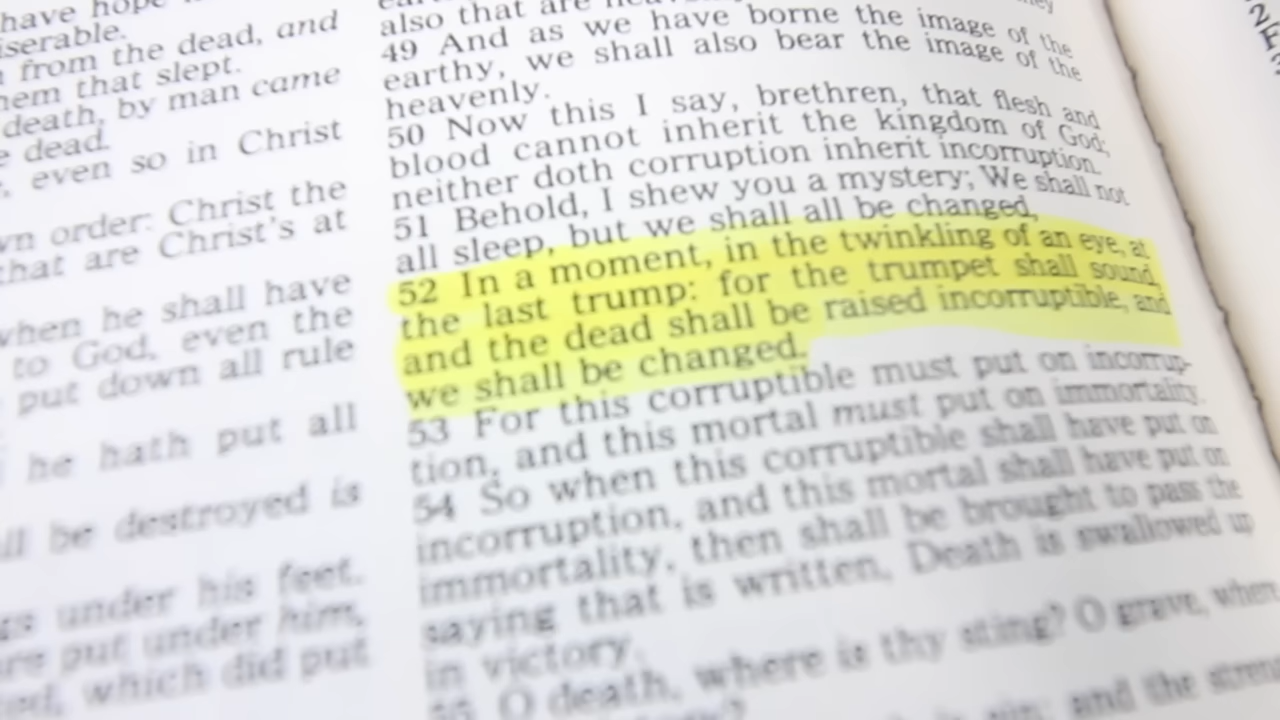 have hope
iserable.
from the dead, and
hem that slept.
death, by man came
dead.
even so in Christ
wn order: Christ the
that are Christ's at
when he shall have
to God, even the
put down all rule
he hath put all
ll be destroyed is
gs under his feet.
are put under him,
ted, which did put
also that are
49 And as we have borne the image of the
earthy, we shall also bear the image of the
heavenly.
50 Now this I say, brethren, that flesh and
blood cannot inherit the kingdom of God;
neither doth corruption inherit incorruption.
51 Behold, I shew you a mystery; We shall not
all sleep, but we shall all be changed,
52 In a moment, in the twinkling of an eye, at
the last trump: for the trumpet shall sound,
and the dead shall be raised incorruptible, and
we shall be changed.
53 For this corruptible must put on incorrup-
tion, and this mortal must put on immortality.
54 So when this corruptible shall have put on
incorruption, and this mortal shall have put on
immortality, then shall be brought to pass the
saying that is written, Death is swallowed up
in victory.
55 O death, where is thy sting? O grave, where
is sin; and the